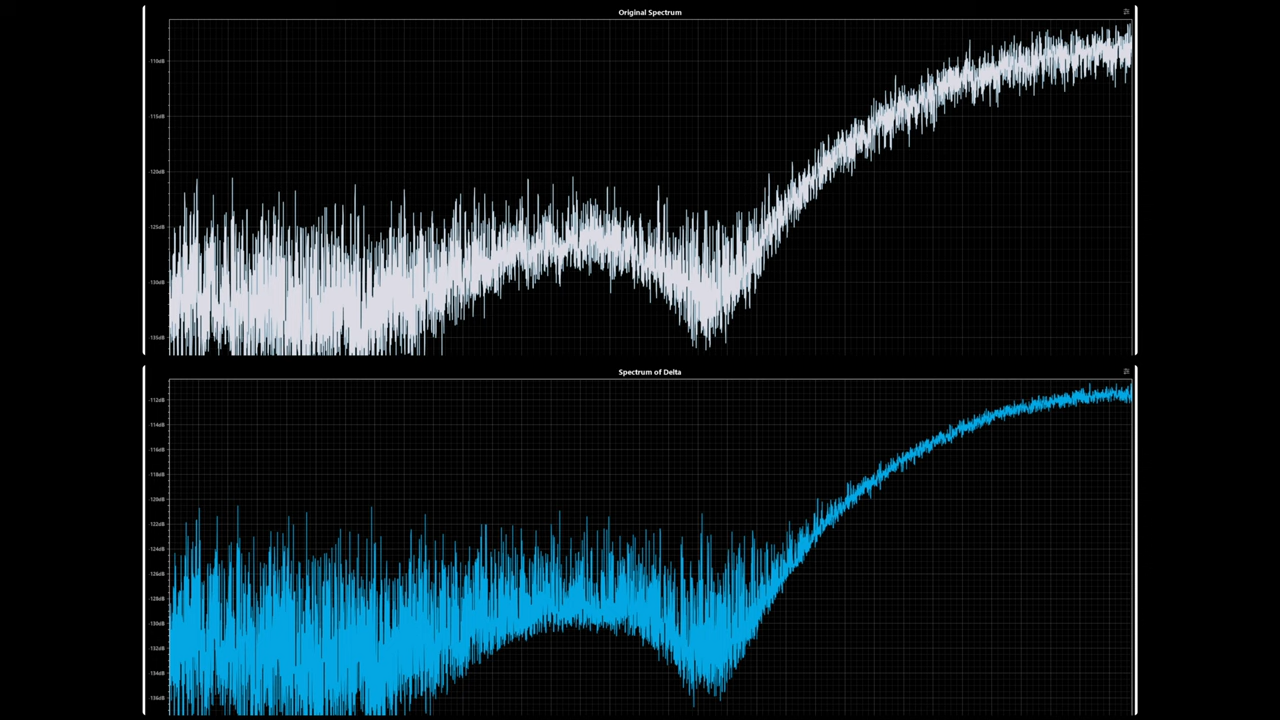 Original Spectrum
-110dB
-115dB
-120dB
-125dB
-130dB
-135dB
Spectrum of Delta
-112dB
-114dB
-116dB
-118dB
-120dB
-122dB
-124dB
-126dB
-128dB
-130dB
-132dB
-134dB
-136dB